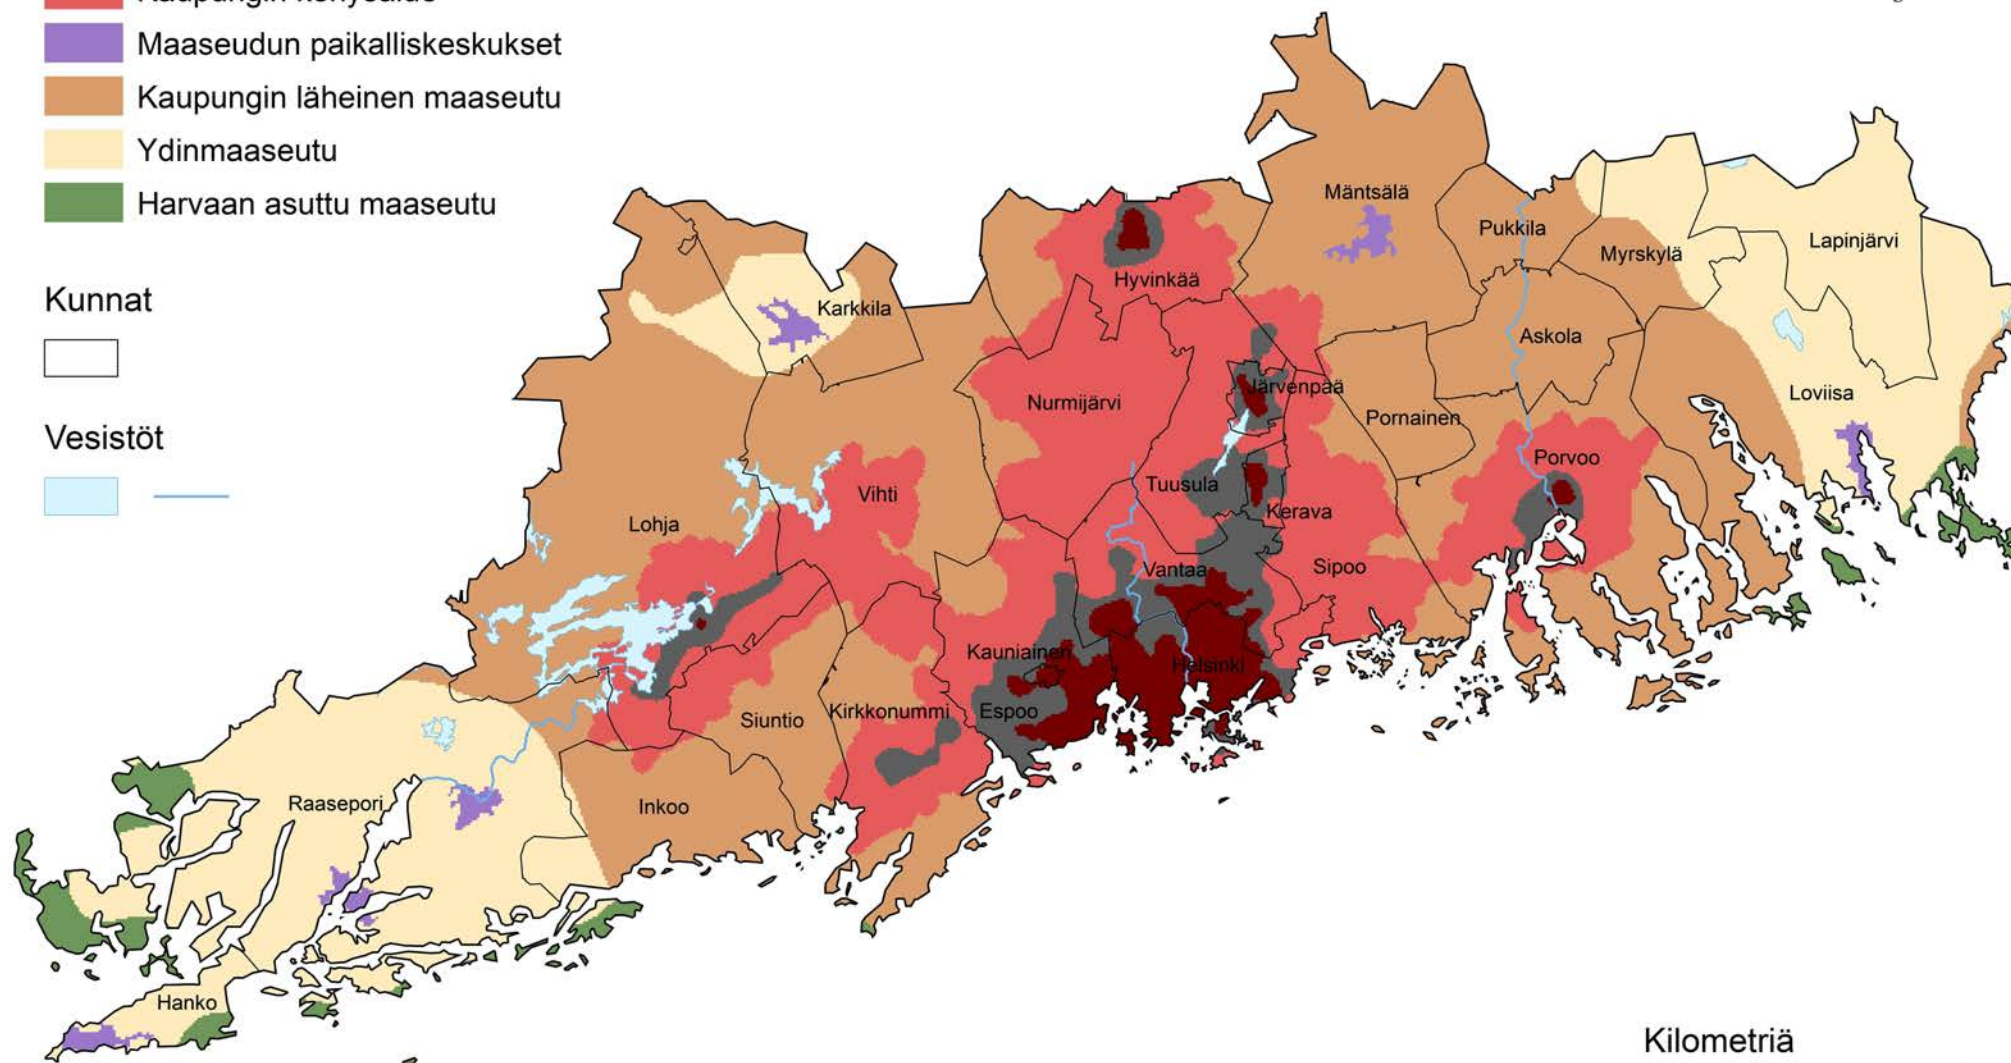 Maaseudun paikalliskeskukset
Kaupungin läheinen maaseutu
Ydinmaaseutu
Harvaan asuttu maaseutu
Kunnat
Vesistöt
Mäntsälä
Pukkila
Myrskylä
Lapinjärvi
Hyvinkää
Karkkila
Askola
Loviisa
Nurmijärvi
Järvenpää
Pornainen
Porvoo
Vihti
Tuusula
Kerava
Lohja
Vantaa
Sipoo
Kauniainen
Helsinki
Siuntio
Kirkkonummi
Espoo
Raasepori
Inkoo
Hanko
Kilometriä